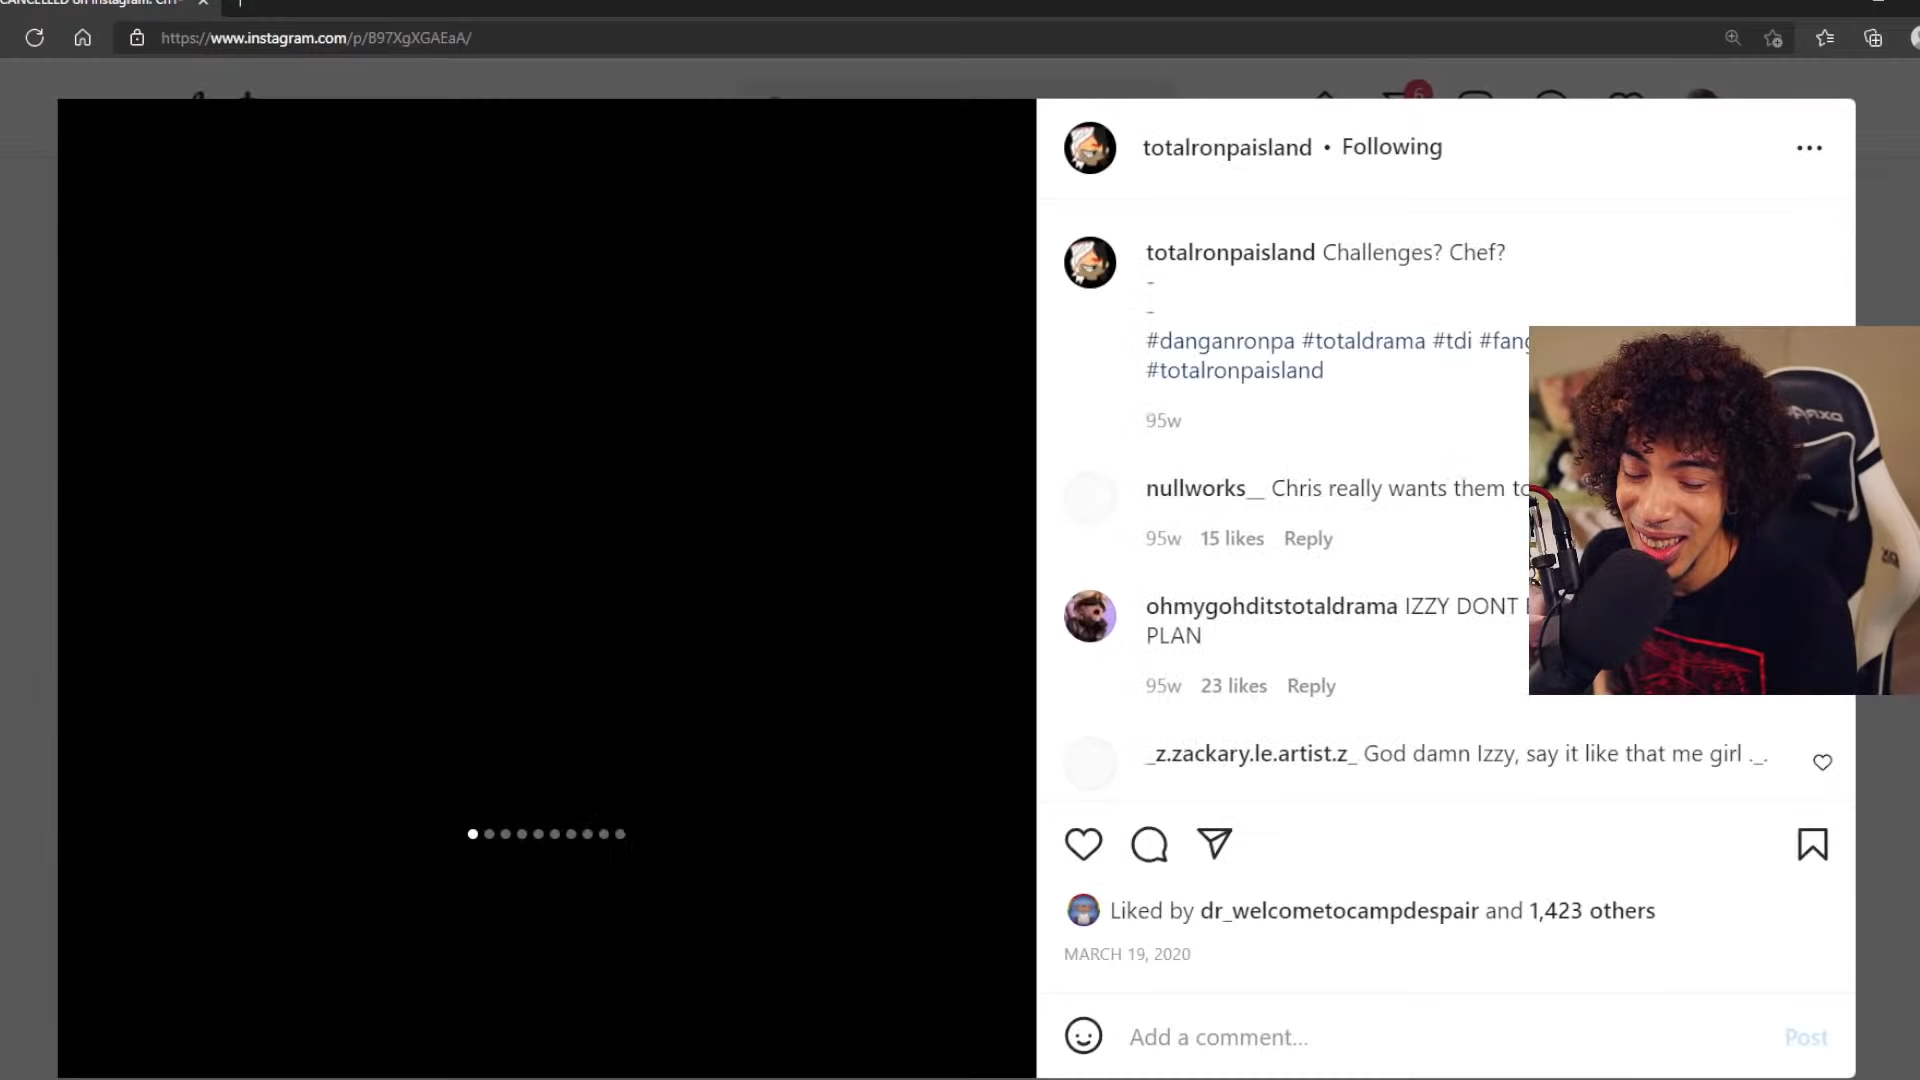 https://www.instagram.com/p/B97XgXGAEaA/
6
totalronpaisland • Following
totalronpaisland Challenges? Chef?
-
-
#danganronpa #totaldrama #tdi
#totalronpaisland
95w
nullworks__ Chris really wants them
95w 15 likes Reply
ohmygohditstotaldrama IZZY DONT
PLAN
95w 23 likes Reply
_z.zackary.le.artist.z_ God damn Izzy, say it like that me girl ._.
Liked by dr_welcometocampdespair and 1,423 others
MARCH 19, 2020
Add a comment...
Post